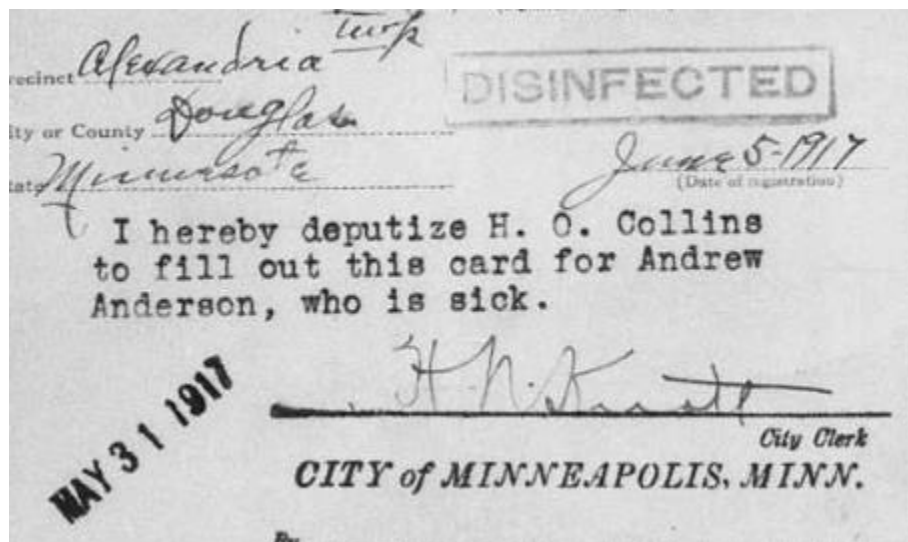 Twp
recinct Alexandria
DISINFECTED
ity or County Douglas
tate Minnesota
June 5-1917
(Date of registration)
I hereby deputize H. O. Collins
to fill out this card for Andrew
Anderson, who is sick.
H. N. Knott
MAY 31 1917
City Clerk
CITY of MINNEAPOLIS, MINN.
By